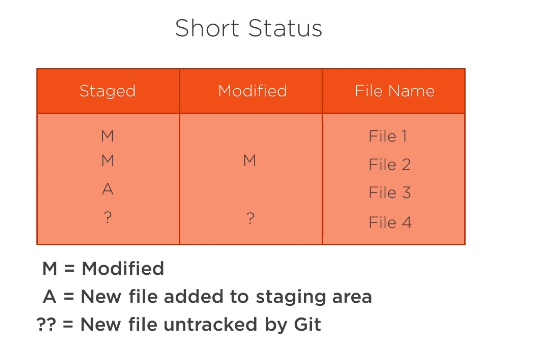 Short Status
Staged Modified File Name
M File 1
M M File 2
A File 3
? ? File 4
M = Modified
A = New file added to staging area
?? = New file untracked by Git